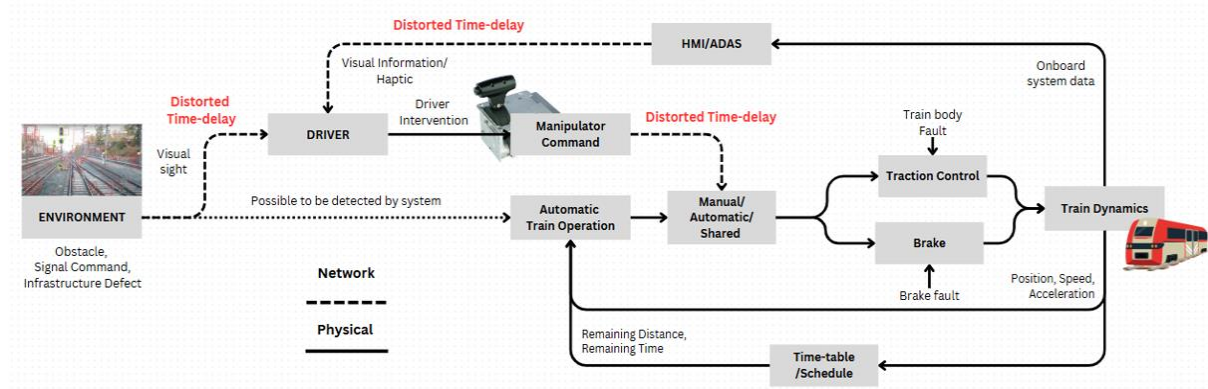 Distorted Time-delay
HMI/ADAS
Visual Information/
Haptic
Onboard
system data
Distorted
Time-delay
Driver
Intervention
Distorted Time-delay
Train body
Fault
DRIVER
Manipulator
Command
Visual
sight
Traction Control
Possible to be detected by system
ENVIRONMENT
Automatic
Train Operation
Manual/
Automatic/
Shared
Train Dynamics
Brake
Obstacle,
Signal Command,
Infrastructure Defect
Network
Position, Speed,
Acceleration
Brake fault
Physical
Remaining Distance,
Remaining Time
Time-table
/Schedule